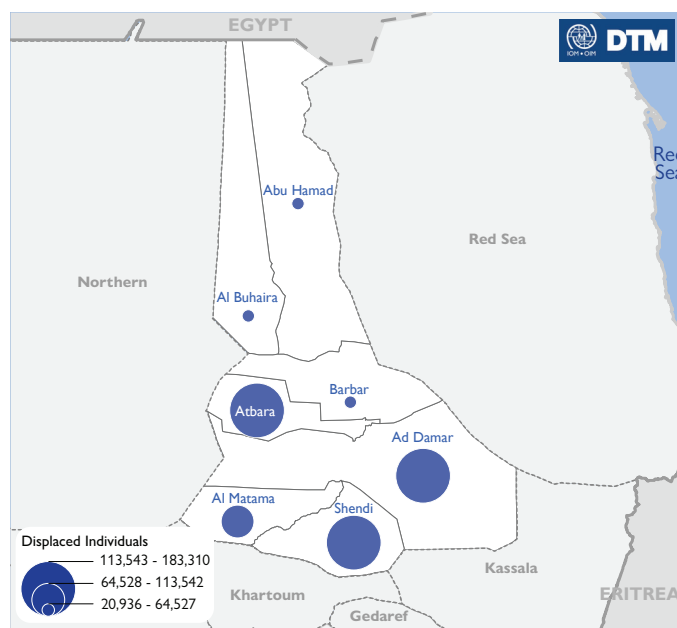 EGYPT
IOM • OIM
DTM
Red
Sea
Abu Hamad
Red Sea
Northern
Al Buhaira
Barbar
Atbara
Ad Damar
Al Matama
Shendi
Displaced Individuals
113,543 - 183,310
64,528 - 113,542
20,936 - 64,527
Kassala
Khartoum
ERITREA
Gedaref